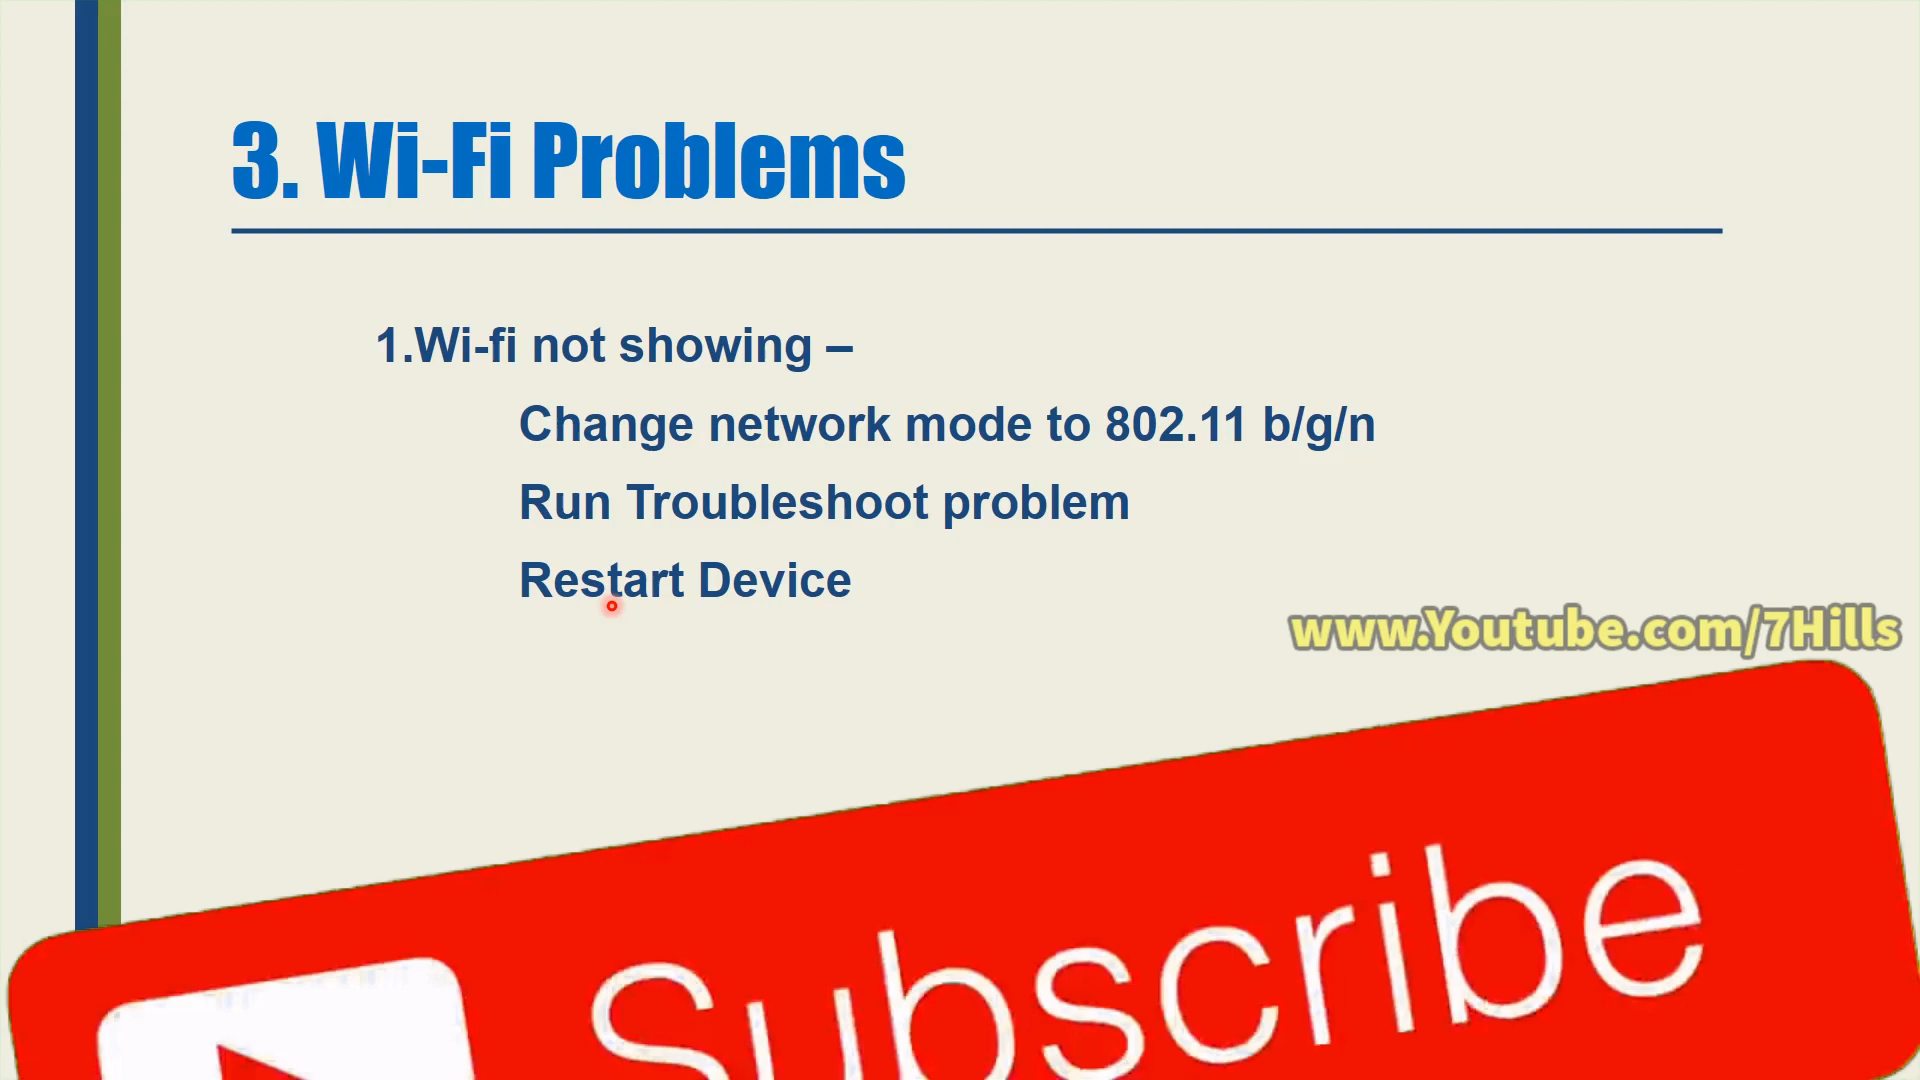 3. Wi-Fi Problems
1.Wi-fi not showing –
Change network mode to 802.11 b/g/n
Run Troubleshoot problem
Restart Device
www.Youtube.com/7Hills
Subscribe